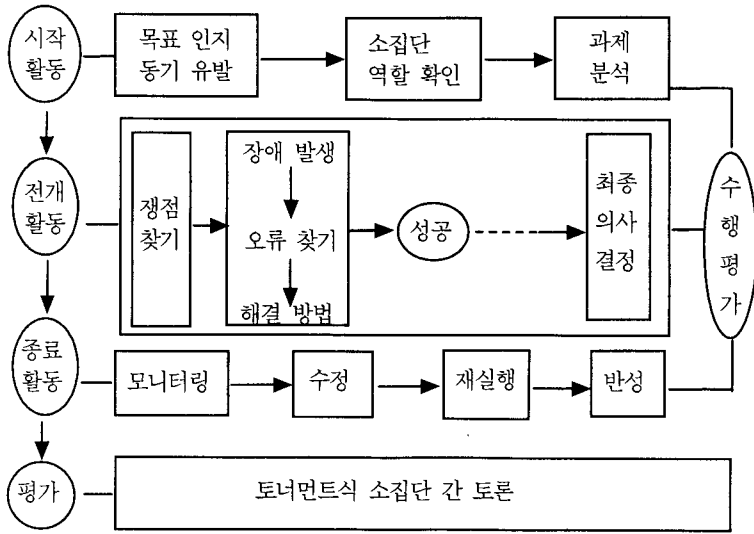 시작
활동
목표 인지
동기 유발
소집단
역할 확인
과제
분석
전개
활동
쟁점
찾기
장애 발생
오류 찾기
해결 방법
성공
최종
의사
결정
수
행
평
가
종료
활동
모니터링
수정
재실행
반성
평가
토너먼트식 소집단 간 토론